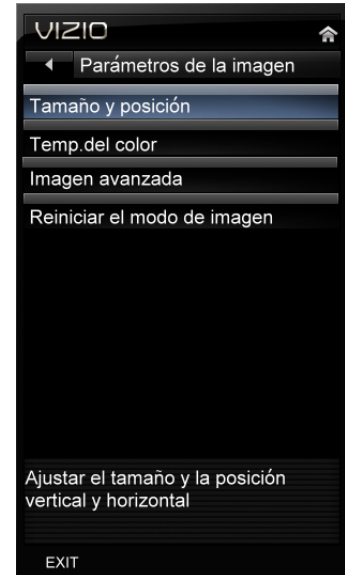 VIZIO
Parámetros de la imagen
Tamaño y posición
Temp.del color
Imagen avanzada
Reiniciar el modo de imagen
Ajustar el tamaño y la posición
vertical y horizontal
EXIT